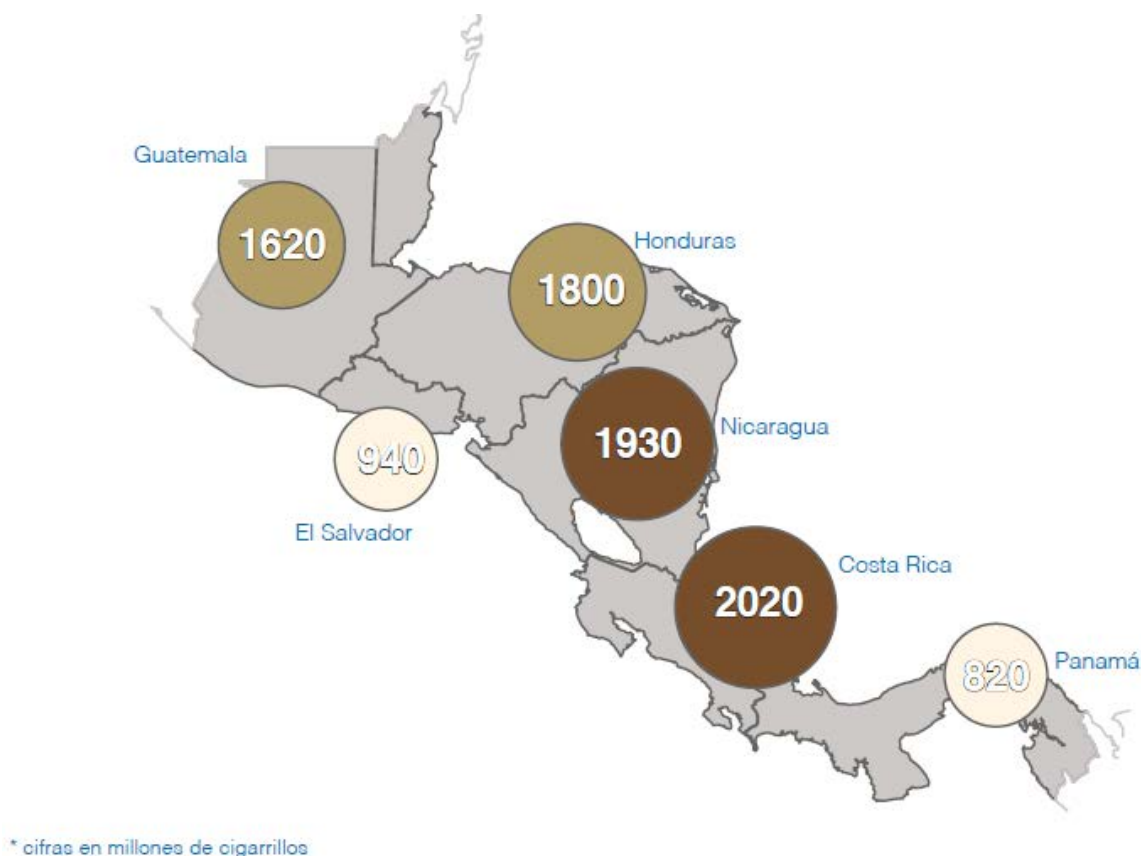 Guatemala
1620
Honduras
1800
Nicaragua
1930
940
El Salvador
Costa Rica
2020
Panamá
820
* cifras en millones de cigarrillos